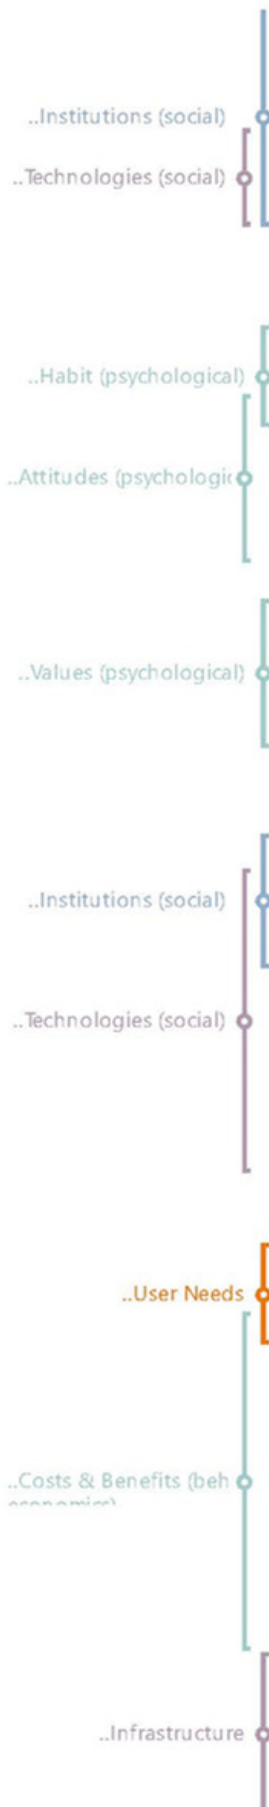 ..Institutions (social)
..Technologies (social)
..Habit (psychological)
..Attitudes (psychologic
..Values (psychological)
..Institutions (social)
..Technologies (social)
..User Needs
..Costs & Benefits (beh
economics)
..Infrastructure